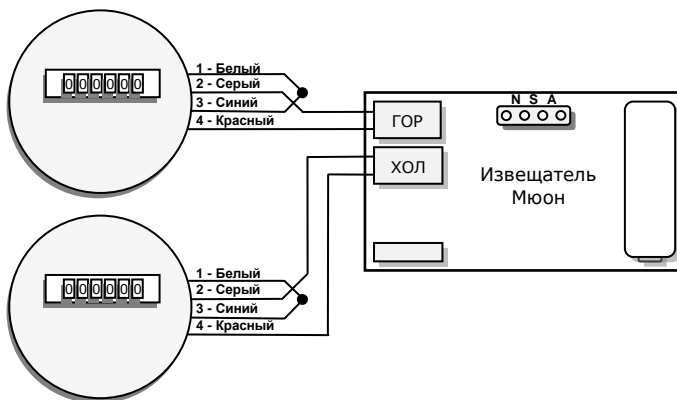 000000
1 - Белый
2 - Серый
3 - Синий
4 - Красный
ГОР
ХОЛ
N S A
Извещатель
Мюон
000000
1 - Белый
2 - Серый
3 - Синий
4 - Красный